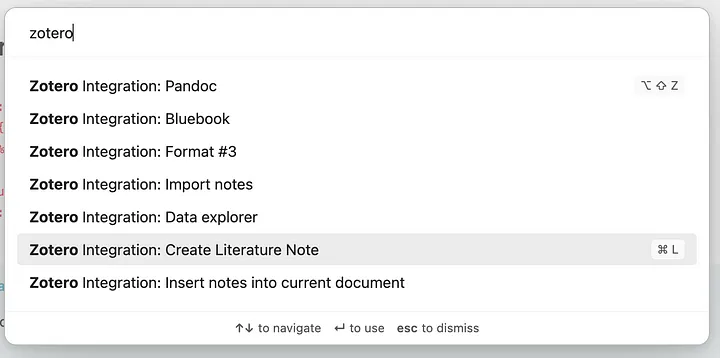 zotero
Zotero Integration: Pandoc ⌥ ⇧ Z
Zotero Integration: Bluebook
Zotero Integration: Format #3
Zotero Integration: Import notes
Zotero Integration: Data explorer
Zotero Integration: Create Literature Note ⌘ L
Zotero Integration: Insert notes into current document
↑↓ to navigate ↵ to use esc to dismiss